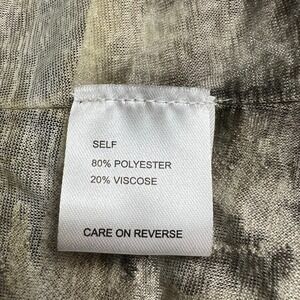 SELF
80% POLYESTER
20% VISCOSE
CARE ON REVERSE